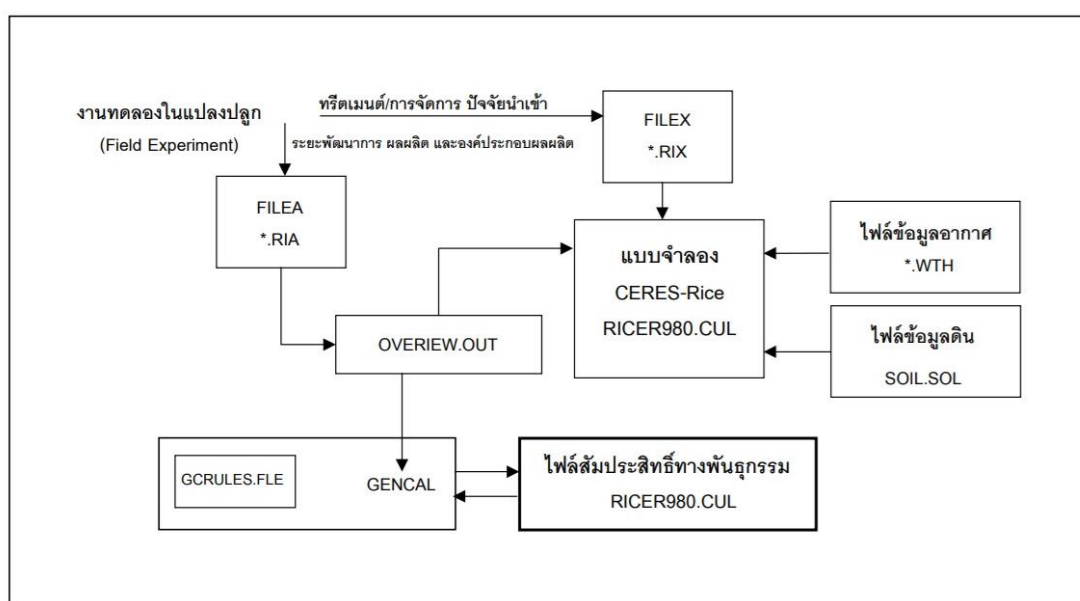 งานทดลองในแปลงปลูก
(Field Experiment)
ทรีตเมนต์/การจัดการ ปัจจัยนำเข้า
ระยะพัฒนาการ ผลผลิต และองค์ประกอบผลผลิต
FILEX
*.RIX
FILEA
*.RIA
แบบจำลอง
CERES-Rice
RICER980.CUL
ไฟล์ข้อมูลอากาศ
*.WTH
ไฟล์ข้อมูลดิน
SOIL.SOL
OVERIEW.OUT
GCRULES.FLE
GENCAL
ไฟล์สัมประสิทธิ์ทางพันธุกรรม
RICER980.CUL